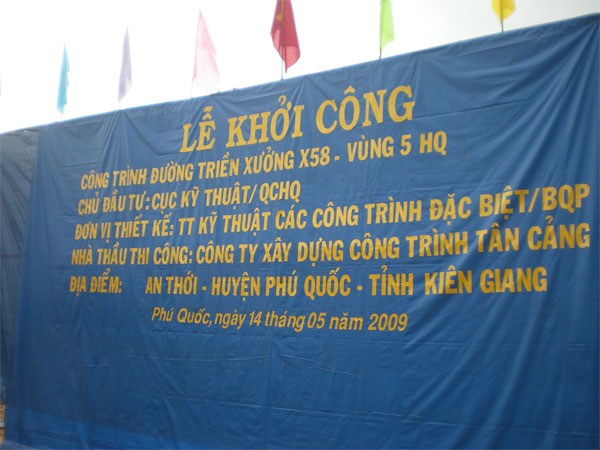 LỄ KHỞI CÔNG
CÔNG TRÌNH ĐƯỜNG TRIỀN XƯỞNG X58 - VÙNG 5 HQ
CHỦ ĐẦU TƯ: CỤC KỸ THUẬT/QCHQ
ĐƠN VỊ THIẾT KẾ: TT KỸ THUẬT CÁC CÔNG TRÌNH ĐẶC BIỆT/BQP
NHÀ THẦU THI CÔNG: CÔNG TY XÂY DỰNG CÔNG TRÌNH TÂN CẢNG
ĐỊA ĐIỂM: AN THỚI - HUYỆN PHÚ QUỐC - TỈNH KIÊN GIANG
Phú Quốc, ngày 14 tháng 05 năm 2009